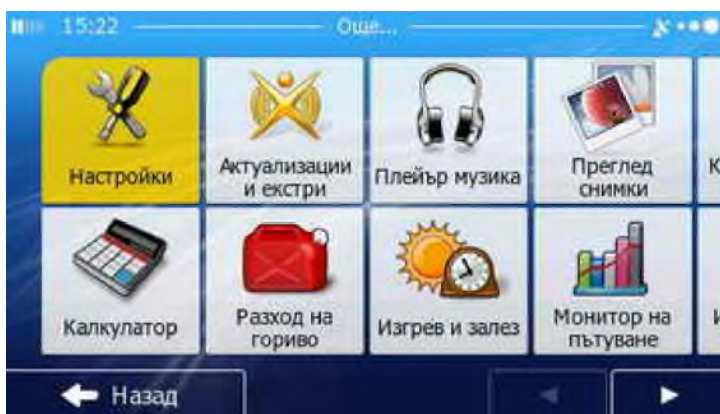 15:22
Още...
Настройки
Актуализации
и екстри
Плейър музика
Преглед
снимки
Калкулатор
Разход на
гориво
Изгрев и залез
Монитор на
пътуване
Назад